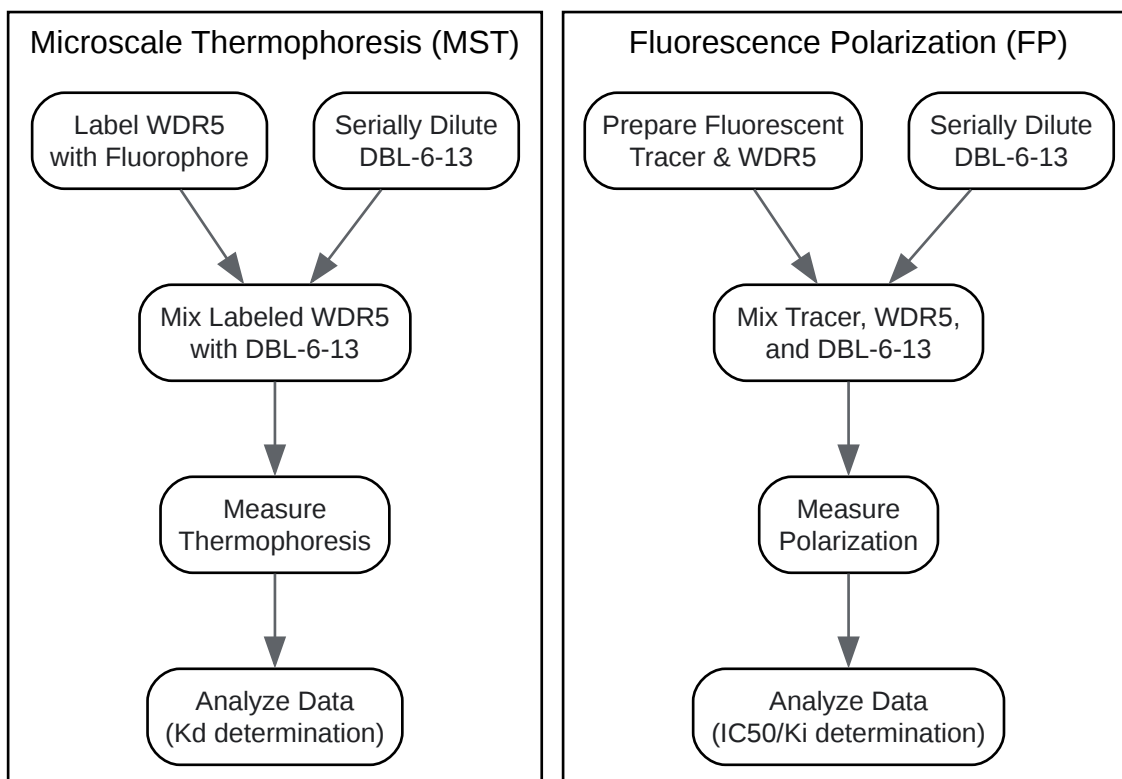 Microscale Thermophoresis (MST)
Label WDR5
with Fluorophore
Serially Dilute
DBL-6-13
Mix Labeled WDR5
with DBL-6-13
Measure
Thermophoresis
Analyze Data
(Kd determination)
Fluorescence Polarization (FP)
Prepare Fluorescent
Tracer & WDR5
Serially Dilute
DBL-6-13
Mix Tracer, WDR5,
and DBL-6-13
Measure
Polarization
Analyze Data
(IC50/Ki determination)